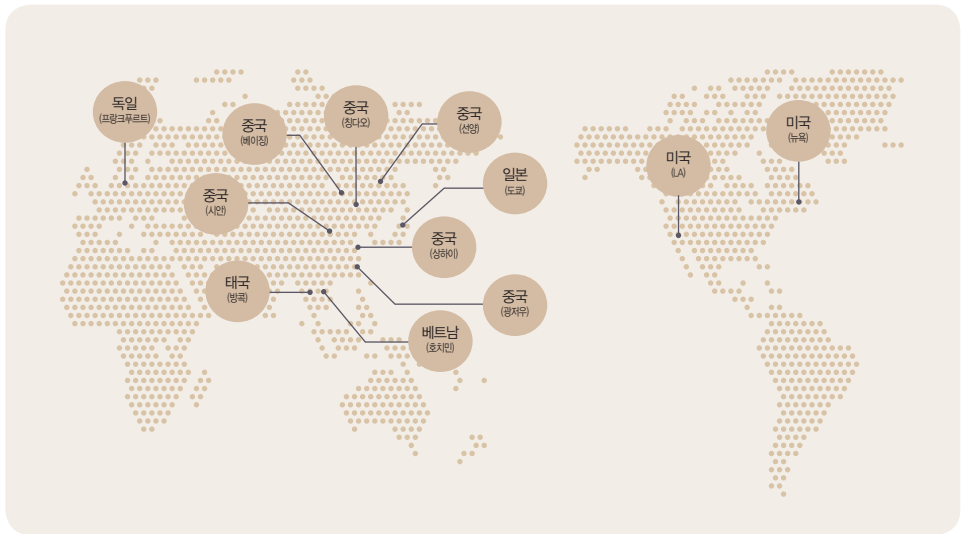 독일
(프랑크푸르트)
중국
(베이징)
중국
(칭다오)
중국
(선양)
미국
(뉴욕)
미국
(LA)
일본
(도쿄)
중국
(시안)
중국
(상하이)
태국
(방콕)
중국
(광저우)
베트남
(호치민)